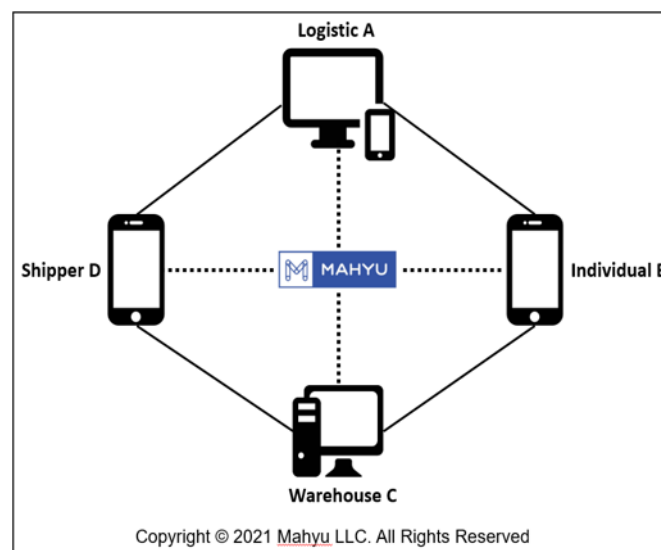 Logistic A
Shipper D
MAHYU
Individual
Warehouse C
Copyright © 2021 Mahyu LLC. All Rights Reserved